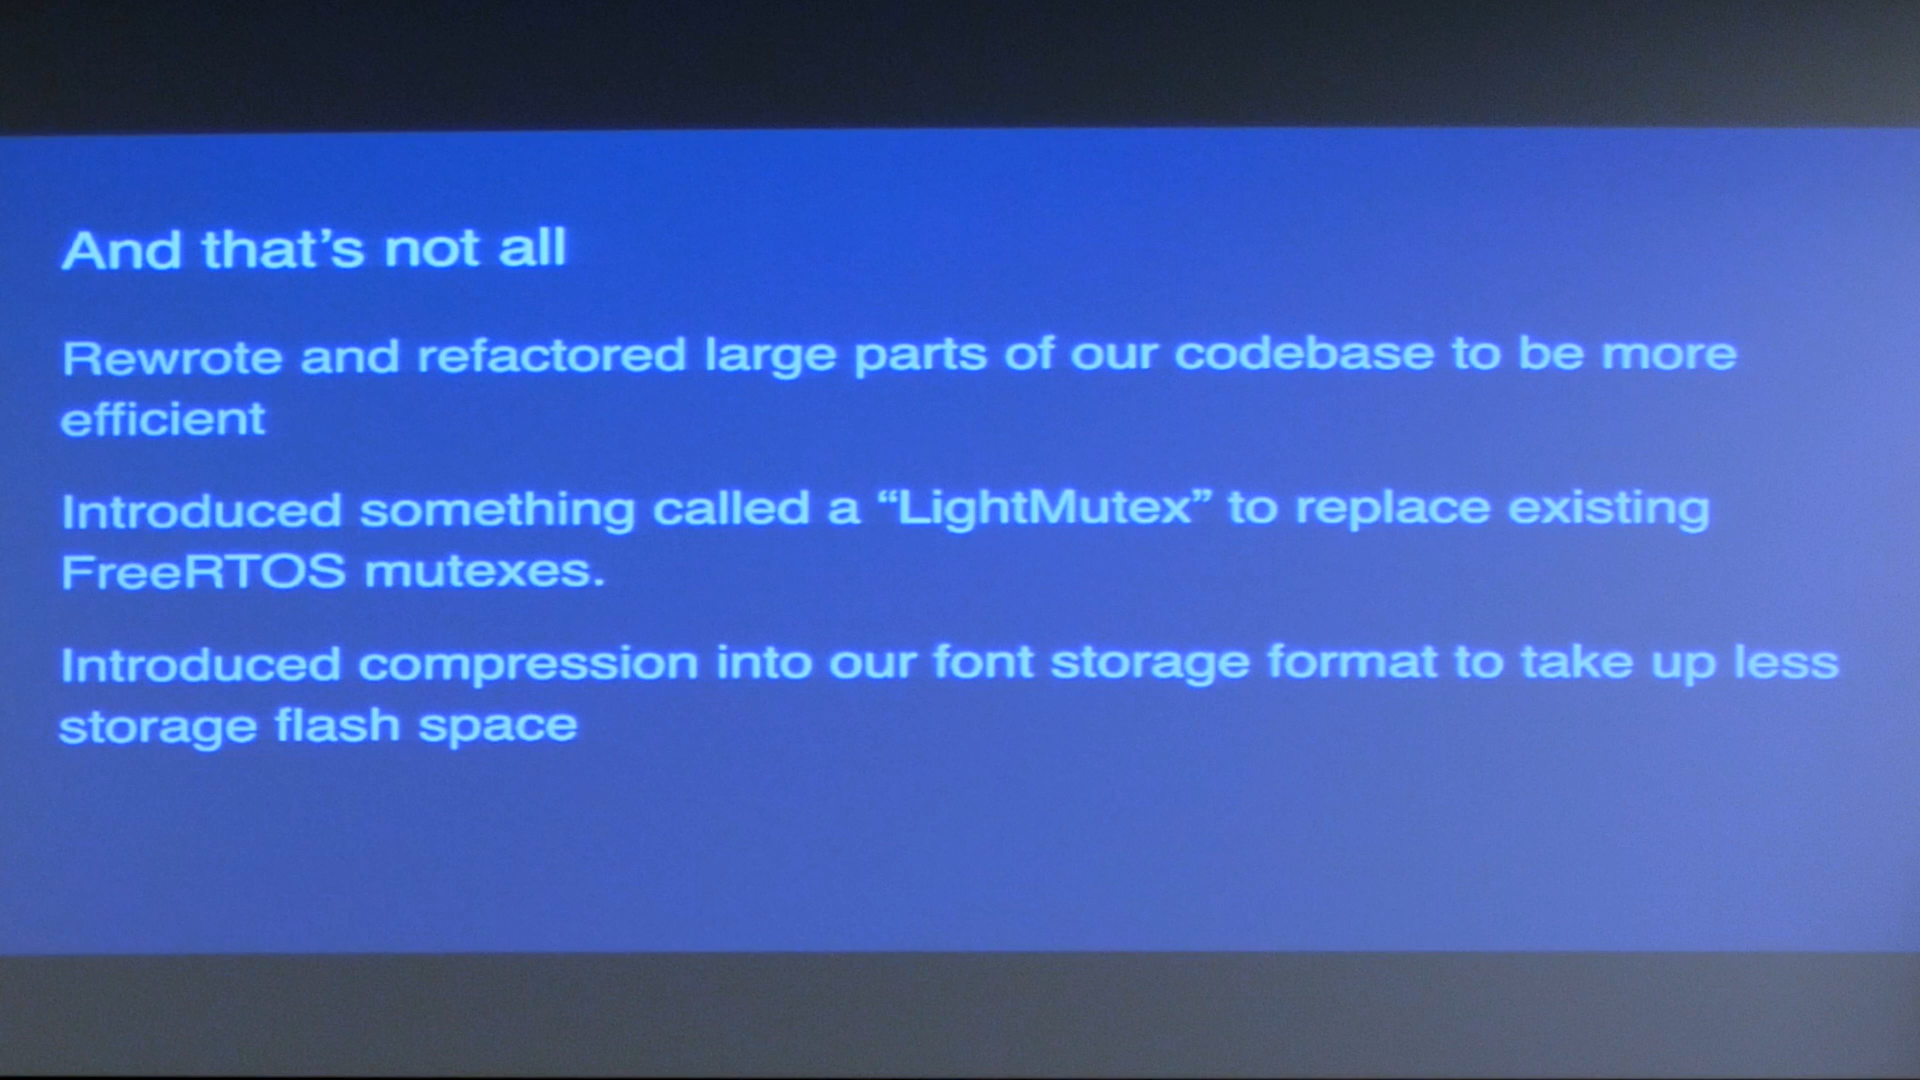 And that’s not all
Rewrote and refactored large parts of our codebase to be more
efficient
Introduced something called a “LightMutex” to replace existing
FreeRTOS mutexes.
Introduced compression into our font storage format to take up less
storage flash space